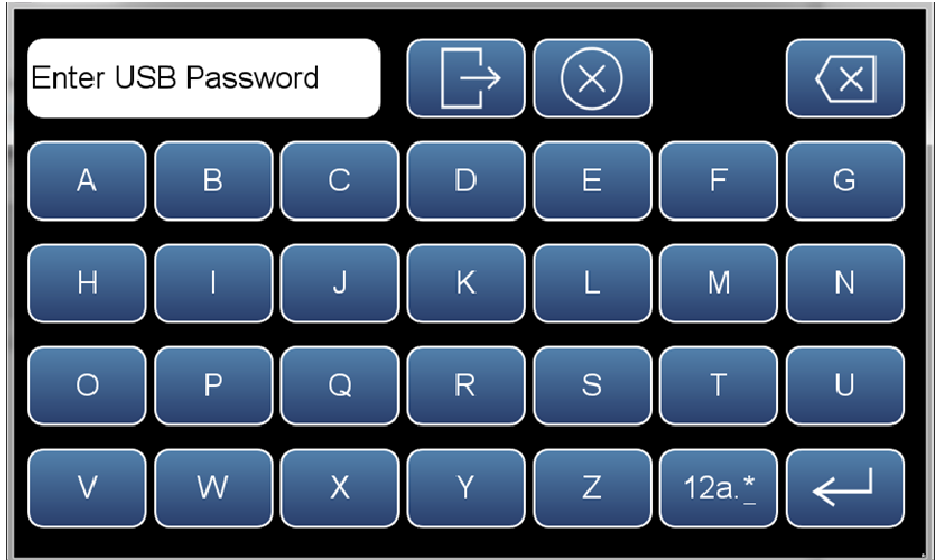 Enter USB Password
A B C D E F G
H I J K L M N
O P Q R S T U
V W X Y Z 12a.*_